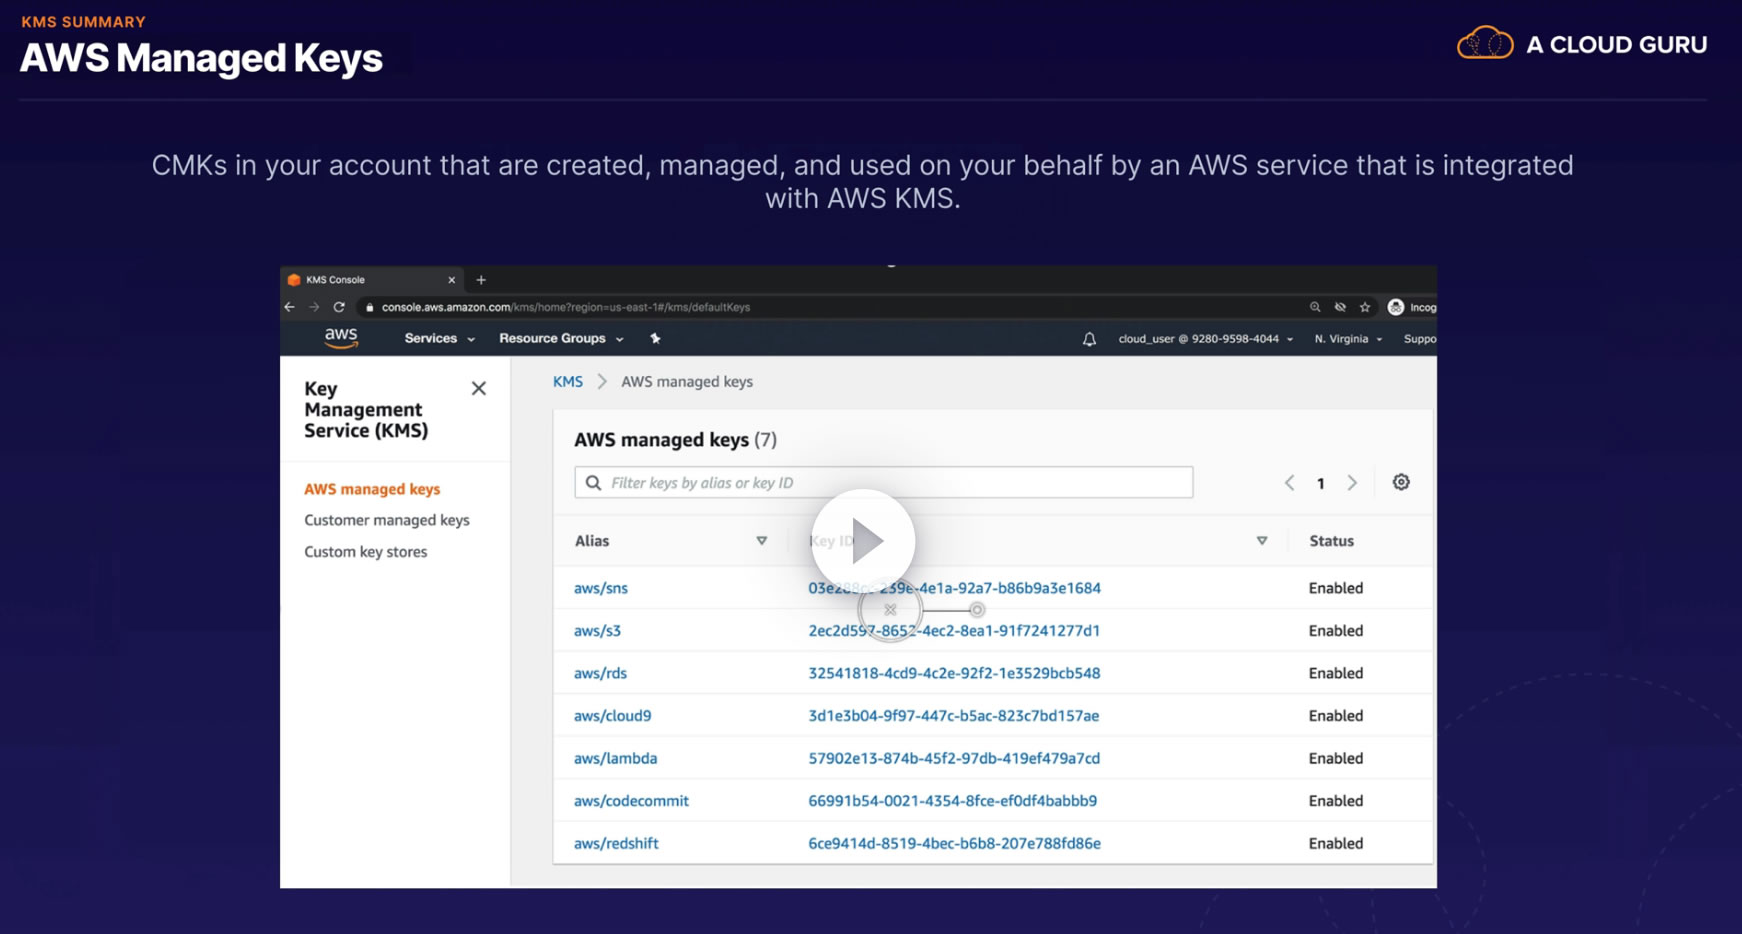 KMS SUMMARY
AWS Managed Keys
A CLOUD GURU
CMKs in your account that are created, managed, and used on your behalf by an AWS service that is integrated
with AWS KMS.
KMS Console
console.aws.amazon.com/kms/home?region=us-east-1#/kms/defaultKeys
Incog
aws
Services
Resource Groups
cloud_user @ 9280-9598-4044
N. Virginia
Suppo
Key
Management
Service (KMS)
AWS managed keys
Customer managed keys
Custom key stores
KMS > AWS managed keys
AWS managed keys (7)
Filter keys by alias or key ID
1
Alias
Key ID
Status
aws/sns
-4e1a-92a7-b86b9a3e1684
Enabled
aws/s3
2ec2d597-8652-4ec2-8ea1-91f7241277d1
Enabled
aws/rds
32541818-4cd9-4c2e-92f2-1e3529bcb548
Enabled
aws/cloud9
3d1e3b04-9f97-447c-b5ac-823c7bd157ae
Enabled
aws/lambda
57902e13-874b-45f2-97db-419ef479a7cd
Enabled
aws/codecommit
66991b54-0021-4354-8fce-ef0df4babbb9
Enabled
aws/redshift
6ce9414d-8519-4bec-b6b8-207e788fd86e
Enabled